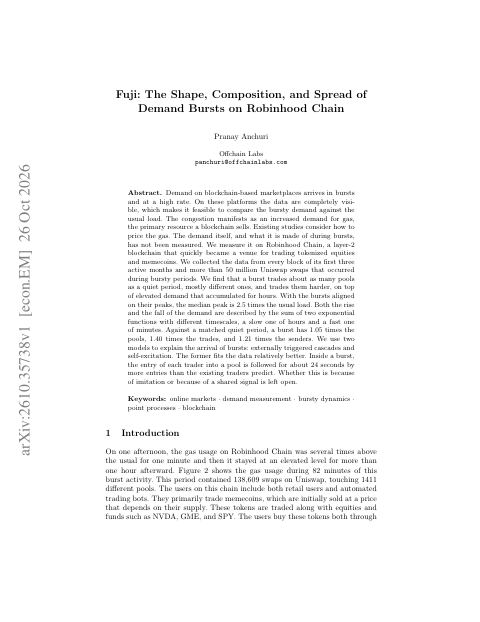 Fuji: The Shape, Composition, and Spread of
Demand Bursts on Robinhood Chain
Pranay Anchuri
Offchain Labs
panchuri@offchainlabs.com
Abstract. Demand on blockchain-based marketplaces arrives in bursts
and at a high rate. On these platforms the data are completely visi-
ble, which makes it feasible to compare the bursty demand against the
usual load. The congestion manifests as an increased demand for gas,
the primary resource a blockchain sells. Existing studies consider how to
price the gas. The demand itself, and what it is made of during bursts,
has not been measured. We measure it on Robinhood Chain, a layer-2
blockchain that quickly became a venue for trading tokenized equities
and memecoins. We collected the data from every block of its first three
active months and more than 50 million Uniswap swaps that occurred
during bursty periods. We find that a burst trades about as many pools
as a quiet period, mostly different ones, and trades them harder, on top
of elevated demand that accumulated for hours. With the bursts aligned
on their peaks, the median peak is 2.5 times the usual load. Both the rise
and the fall of the demand are described by the sum of two exponential
functions with different timescales, a slow one of hours and a fast one
of minutes. Against a matched quiet period, a burst has 1.05 times the
pools, 1.40 times the trades, and 1.21 times the senders. We use two
models to explain the arrival of bursts: externally triggered cascades and
self-excitation. The former fits the data relatively better. Inside a burst,
the entry of each trader into a pool is followed for about 24 seconds by
more entries than the existing traders predict. Whether this is because
of imitation or because of a shared signal is left open.
Keywords: online markets · demand measurement · bursty dynamics ·
point processes · blockchain
1 Introduction
On one afternoon, the gas usage on Robinhood Chain was several times above
the usual for one minute and then it stayed at an elevated level for more than
one hour afterward. Figure 2 shows the gas usage during 82 minutes of this
burst activity. This period contained 138,609 swaps on Uniswap, touching 1411
different pools. The users on this chain include both retail users and automated
trading bots. They primarily trade memecoins, which are initially sold at a price
that depends on their supply. These tokens are traded along with equities and
funds such as NVDA, GME, and SPY. The users buy these tokens both through
arXiv:2610.35738v1 [econ.EM] 26 Oct 2026